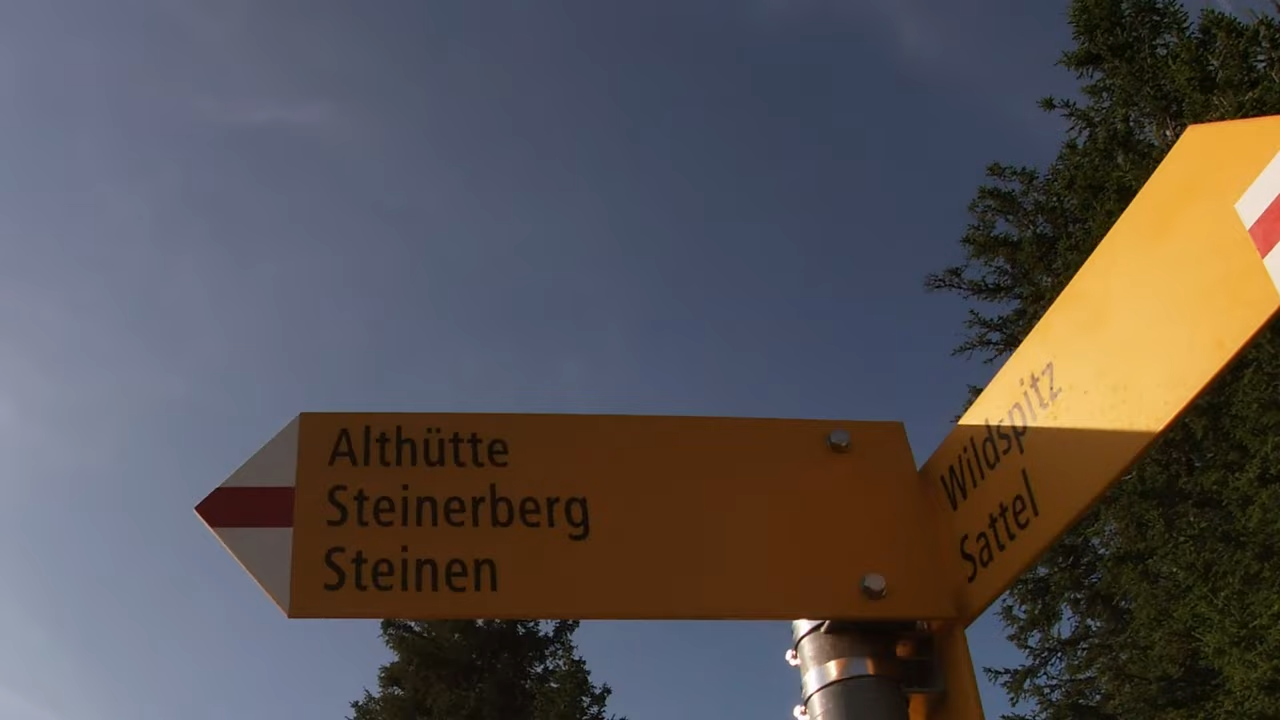 Althütte
Steinerberg
Steinen
Wildspitz
Sattel